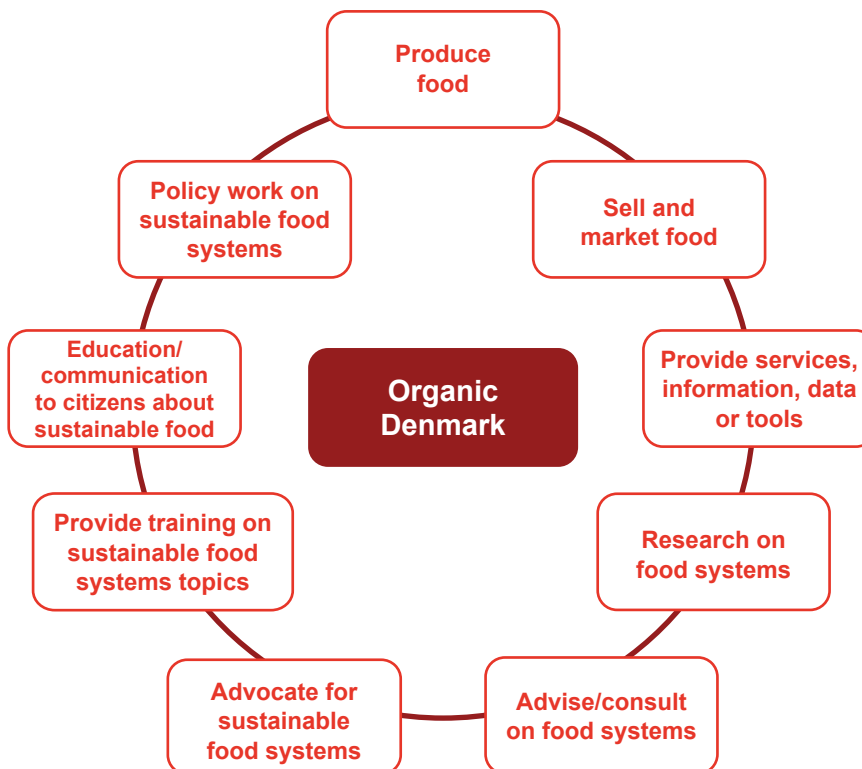 Produce
food
Sell and
market food
Provide services,
information, data
or tools
Research on
food systems
Advise/consult
on food systems
Advocate for
sustainable
food systems
Provide training on
sustainable food
systems topics
Education/
communication
to citizens about
sustainable food
Policy work on
sustainable food
systems
Organic
Denmark